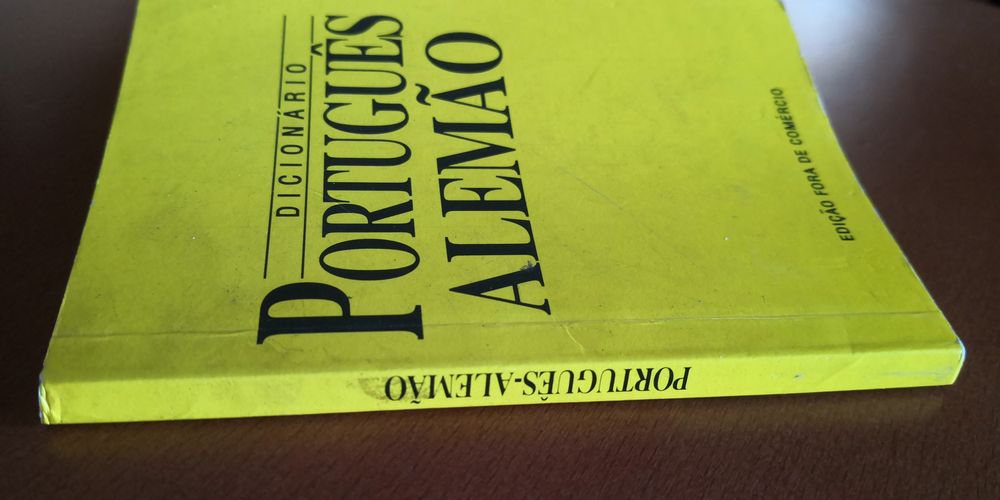 DICIONÁRIO
PORTUGUÊS
ALEMÃO
EDIÇÃO FORA DE COMÉRCIO
PORTUGUÊS-ALEMÃO